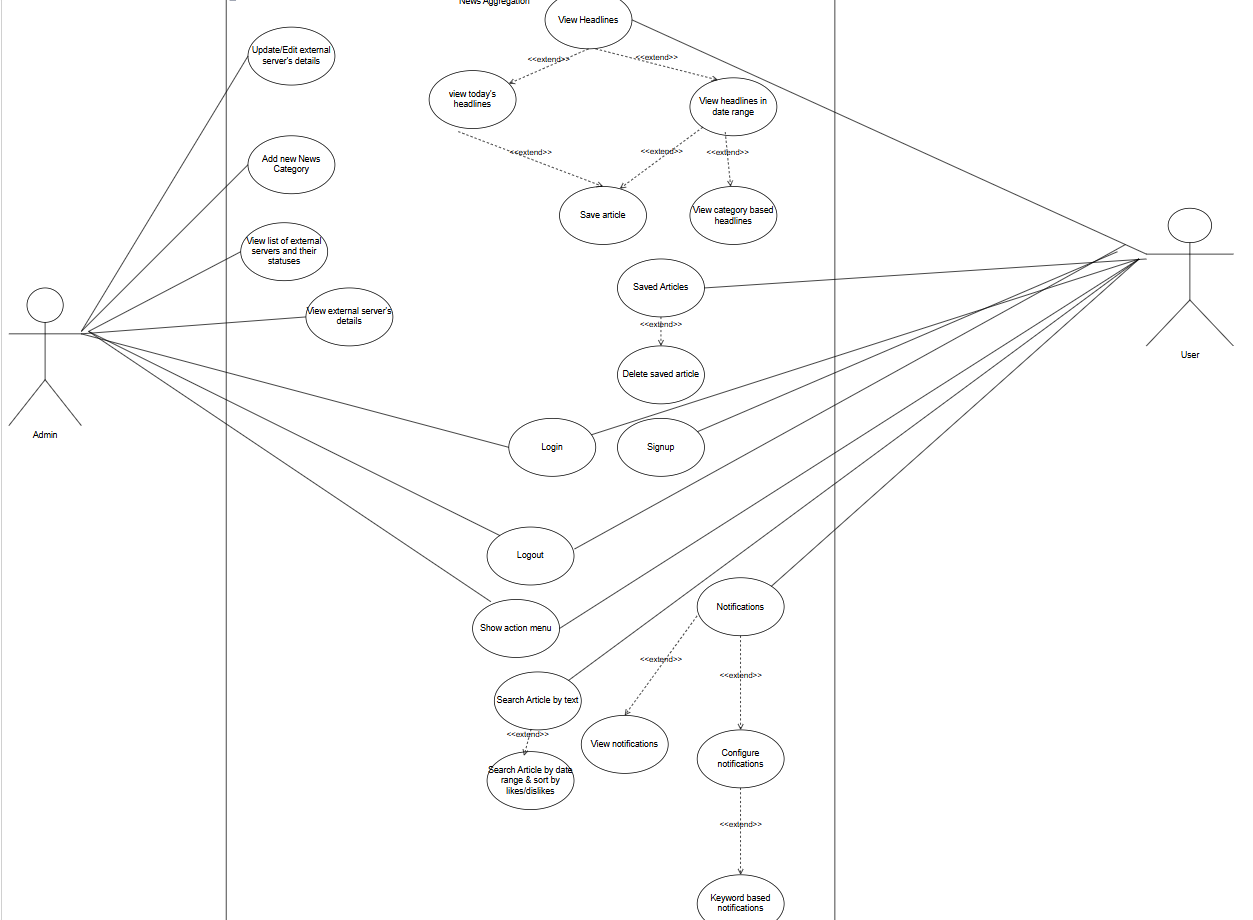 News Aggregation
View Headlines
Update/Edit external
server's details
<<extend>>
<<extend>>
view today's
headlines
View headlines in
date range
<<extend>>
<<extend>>
<<extend>>
Add new News
Category
Save article
View category based
headlines
View list of external
servers and their
statuses
Saved Articles
View external server's
details
<<extend>>
User
Delete saved article
Admin
Login
Signup
Logout
Notifications
Show action menu
<<extend>>
<<extend>>
Search Article by text
<<extend>>
View notifications
Configure
notifications
Search Article by date
range & sort by
likes/dislikes
<<extend>>
Keyword based
notifications